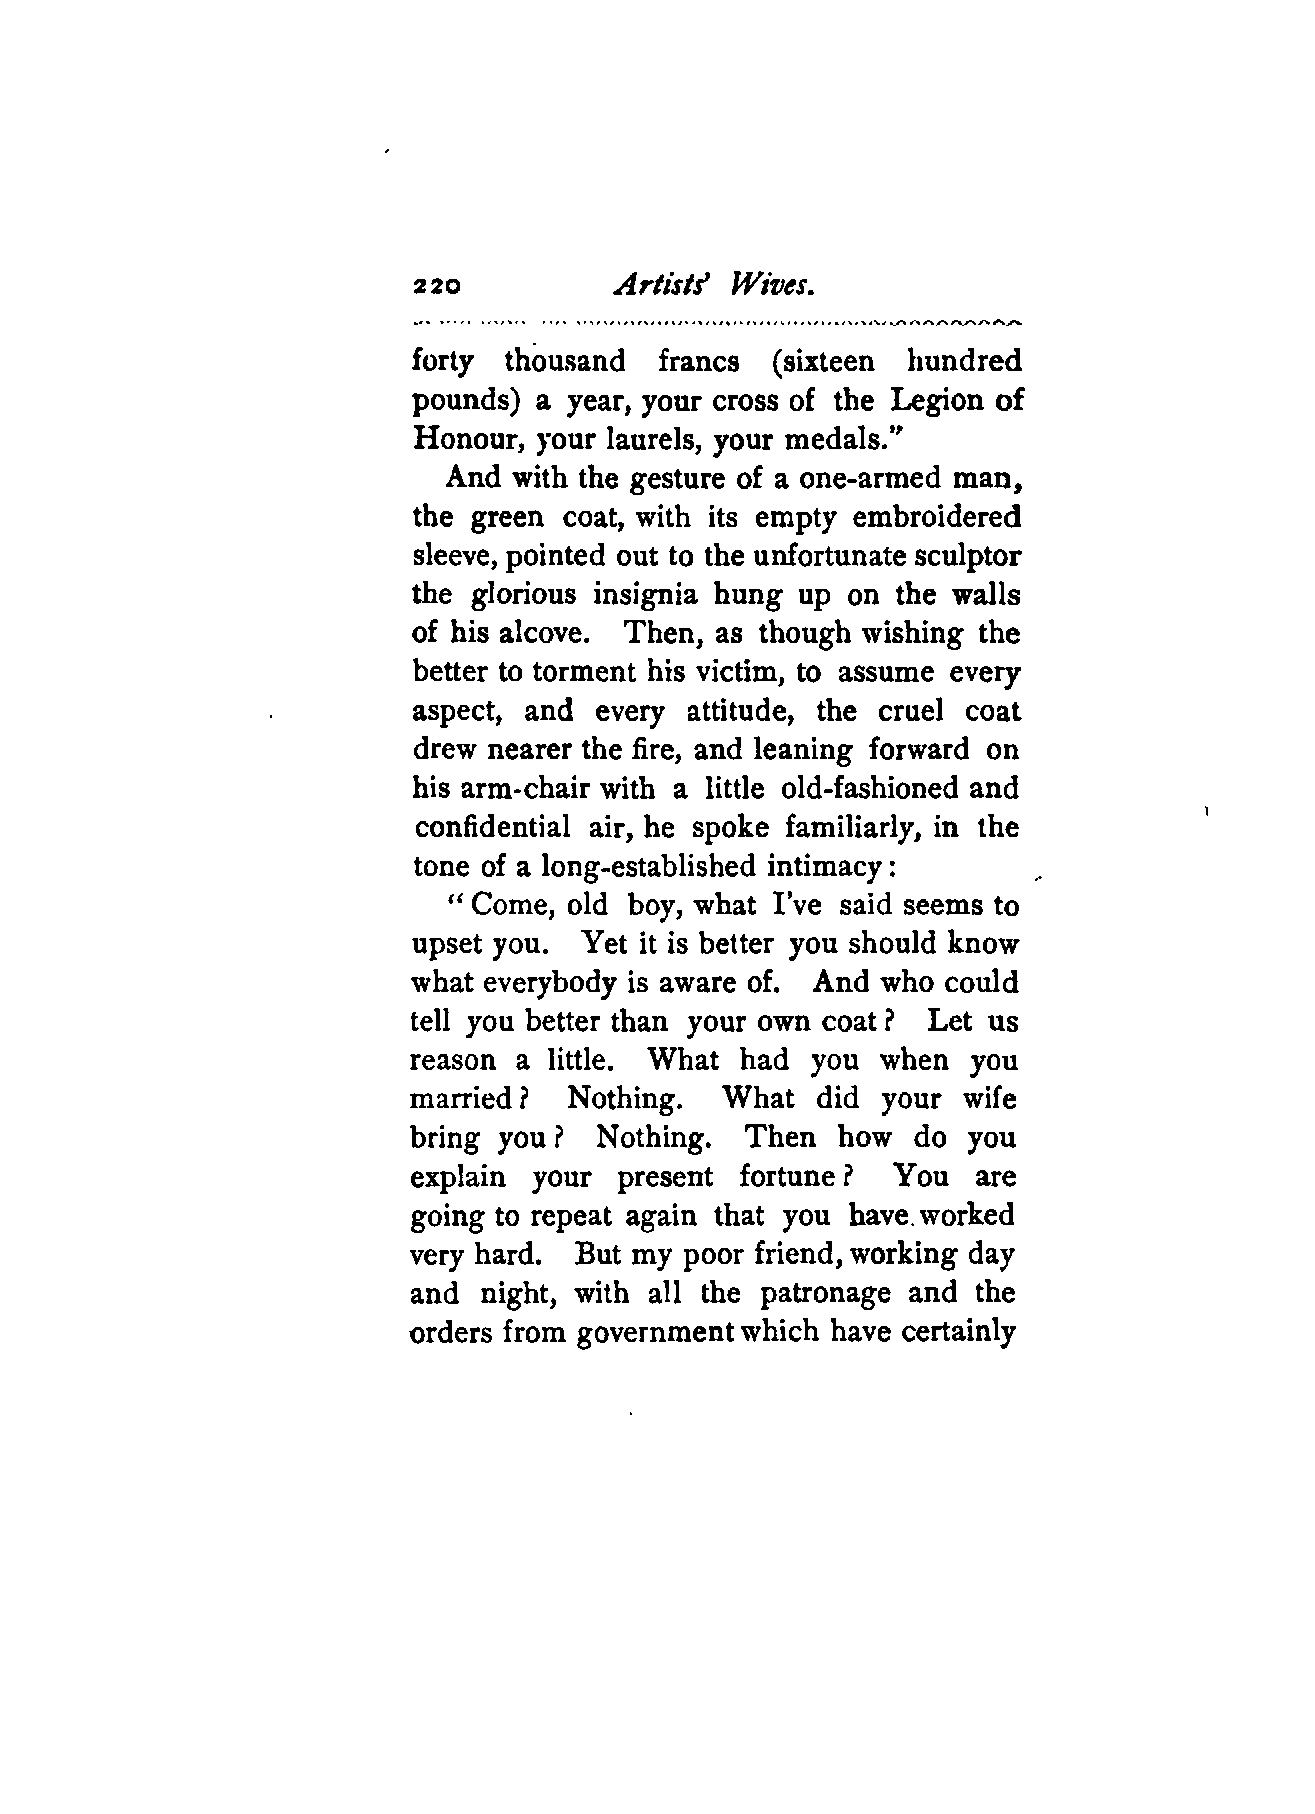 220 Artists' Wives.
forty thousand francs (sixteen hundred
pounds) a year, your cross of the Legion of
Honour, your laurels, your medals."
And with the gesture of a one-armed man,
the green coat, with its empty embroidered
sleeve, pointed out to the unfortunate sculptor
the glorious insignia hung up on the walls
of his alcove. Then, as though wishing the
better to torment his victim, to assume every
aspect, and every attitude, the cruel coat
drew nearer the fire, and leaning forward on
his arm-chair with a little old-fashioned and
confidential air, he spoke familiarly, in the
tone of a long-established intimacy:
"Come, old boy, what I've said seems to
upset you. Yet it is better you should know
what everybody is aware of. And who could
tell you better than your own coat? Let us
reason a little. What had you when you
married? Nothing. What did your wife
bring you? Nothing. Then how do you
explain your present fortune? You are
going to repeat again that you have worked
very hard. But my poor friend, working day
and night, with all the patronage and the
orders from government which have certainly